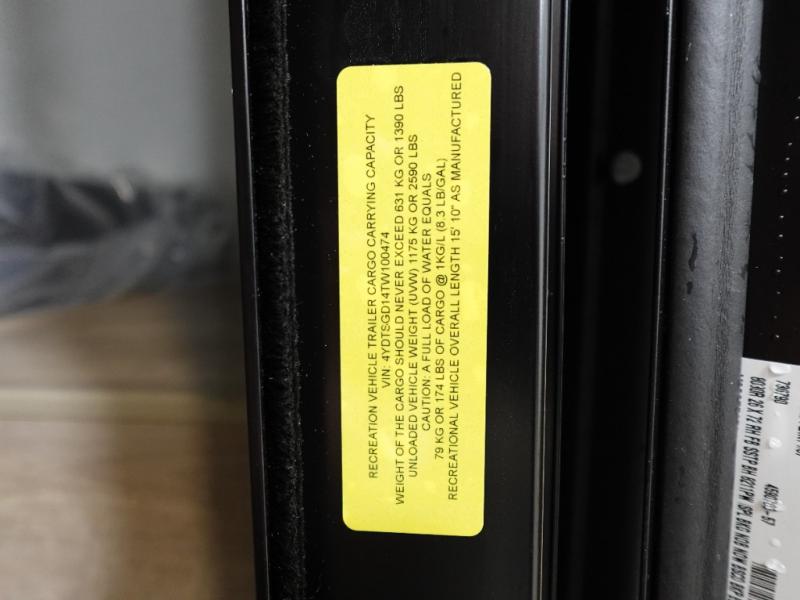 RECREATION VEHICLE TRAILER CARGO CARRYING CAPACITY
VIN: 4YDTSGD14TW100474
WEIGHT OF THE CARGO SHOULD NEVER EXCEED 631 KG OR 1390 LBS
UNLOADED VEHICLE WEIGHT (UVW) 1175 KG OR 2590 LBS
CAUTION: A FULL LOAD OF WATER EQUALS
79 KG OR 174 LBS OF CARGO @ 1KG/L (8.3 LB/GAL)
RECREATIONAL VEHICLE OVERALL LENGTH 15' 10" AS MANUFACTURED